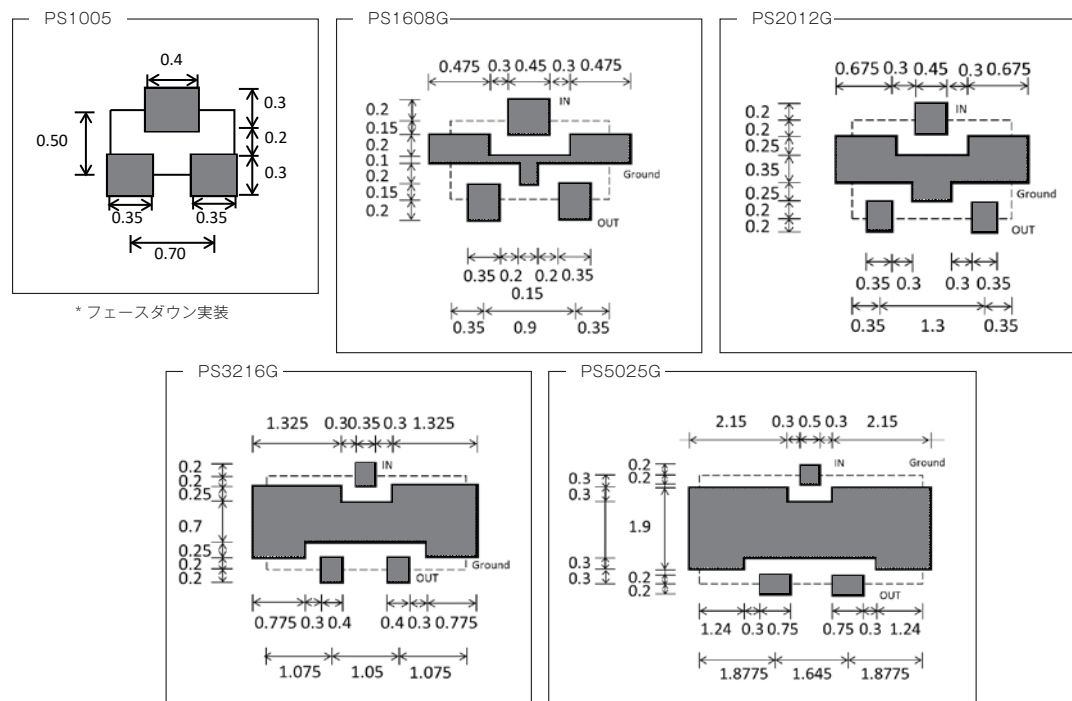 PS1005
0.4
0.50
0.3
0.2
0.3
0.35
0.35
0.70
* フェースダウン実装
PS1608G
0.475 0.3 0.45 0.3 0.475
IN
0.2
0.15
0.2
0.1
0.2
0.15
0.2
Ground
OUT
0.35 0.2 0.2 0.35
0.15
0.35 0.9 0.35
PS2012G
0.675 0.3 0.45 0.3 0.675
IN
0.2
0.2
0.25
0.35
0.25
0.2
0.2
Ground
OUT
0.35 0.3 0.3 0.35
0.35 1.3 0.35
PS3216G
1.325 0.3 0.35 0.3 1.325
IN
0.2
0.2
0.25
0.7
0.25
0.2
0.2
Ground
OUT
0.775 0.3 0.4 0.4 0.3 0.775
1.075 1.05 1.075
PS5025G
2.15 0.3 0.5 0.3 2.15
IN
Ground
0.3
0.3
0.3
0.3
0.2
0.2
1.9
0.2
0.2
OUT
1.24 0.3 0.75 0.75 0.3 1.24
1.8775 1.645 1.8775